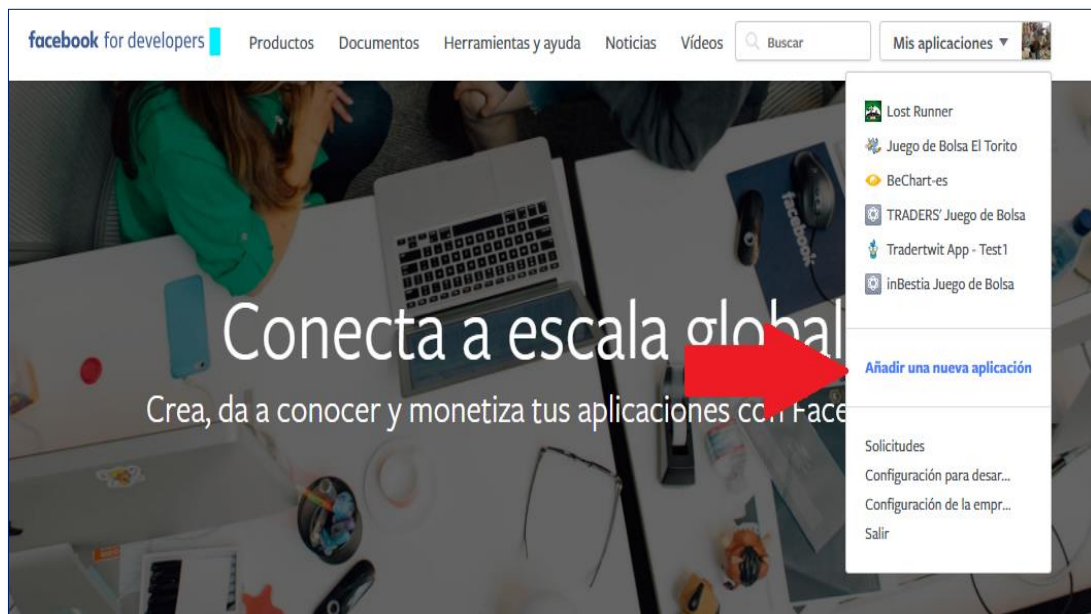 facebook for developers Productos Documentos Herramientas y ayuda Noticias Vídeos Buscar Mis aplicaciones ▼
Lost Runner
Juego de Bolsa El Torito
BeChart-es
TRADERS' Juego de Bolsa
Tradertwit App - Test1
inBestia Juego de Bolsa
facebook
Conecta a escala global
Añadir una nueva aplicación
Crea, da a conocer y monetiza tus aplicaciones con Face
Solicitudes
Configuración para desar...
Configuración de la empr...
Salir